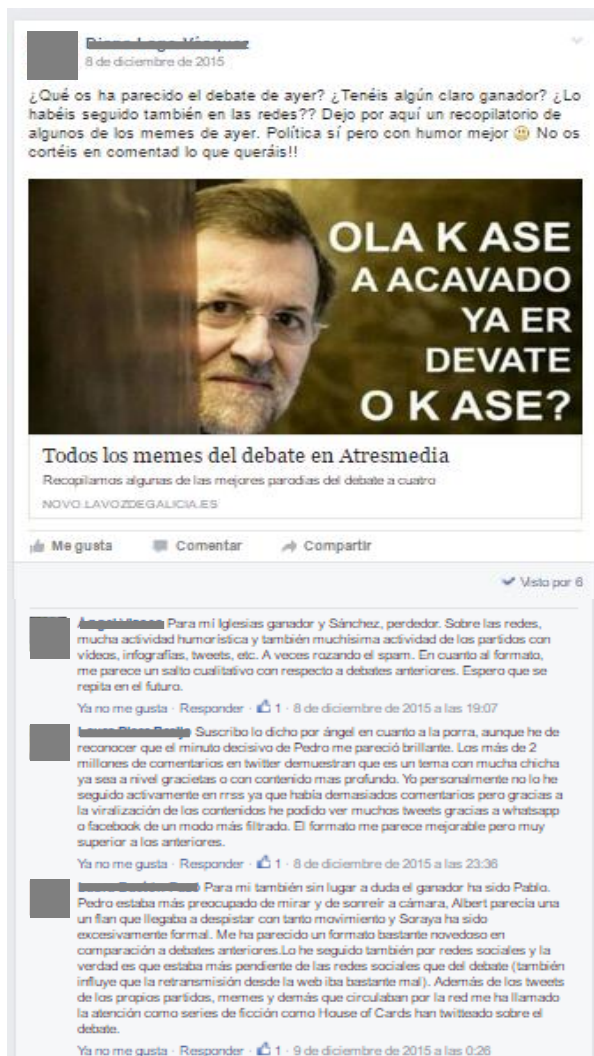 8 de diciembre de 2015
¿Qué os ha parecido el debate de ayer? ¿Tenéis algún claro ganador? ¿Lo
habéis seguido también en las redes?? Dejo por aquí un recopilatorio de
algunos de los memes de ayer. Política sí pero con humor mejor 🙂 No os
cortéis en comentad lo que queráis!!
OLA K ASE
A ACAVADO
YA ER
DEVATE
O K ASE?
Todos los memes del debate en Atresmedia
Recopilamos algunas de las mejores parodias del debate a cuatro
NOVO.LAVOZDEGALICIA.ES
Me gusta Comentar Compartir
Visto por 6
Para mí Iglesias ganador y Sánchez, perdedor. Sobre las redes,
mucha actividad humorística y también muchísima actividad de los partidos con
vídeos, infografías, tweets, etc. A veces rozando el spam. En cuanto al formato,
me parece un salto cualitativo con respecto a debates anteriores. Espero que se
repita en el futuro.
Ya no me gusta · Responder · 1 · 8 de diciembre de 2015 a las 19:07
Suscribo lo dicho por ángel en cuanto a la porra, aunque he de
reconocer que el minuto decisivo de Pedro me pareció brillante. Los más de 2
millones de comentarios en twitter demuestran que es un tema con mucha chicha
ya sea a nivel gracietas o con contenido mas profundo. Yo personalmente no lo he
seguido activamente en rrss ya que había demasiados comentarios pero gracias a
la viralización de los contenidos he podido ver muchos tweets gracias a whatsapp
o facebook de un modo más filtrado. El formato me parece mejorable pero muy
superior a los anteriores.
Ya no me gusta · Responder · 1 · 8 de diciembre de 2015 a las 23:36
Para mi también sin lugar a duda el ganador ha sido Pablo.
Pedro estaba más preocupado de mirar y de sonreír a cámara, Albert parecía una
un flan que llegaba a despistar con tanto movimiento y Soraya ha sido
excesivamente formal. Me ha parecido un formato bastante novedoso en
comparación a debates anteriores.Lo he seguido también por redes sociales y la
verdad es que estaba más pendiente de las redes sociales que del debate (también
influye que la retransmisión desde la web iba bastante mal). Además de los tweets
de los propios partidos, memes y demás que circulaban por la red me ha llamado
la atención como series de ficción como House of Cards han twitteado sobre el
debate.
Ya no me gusta · Responder · 1 · 9 de diciembre de 2015 a las 0:26